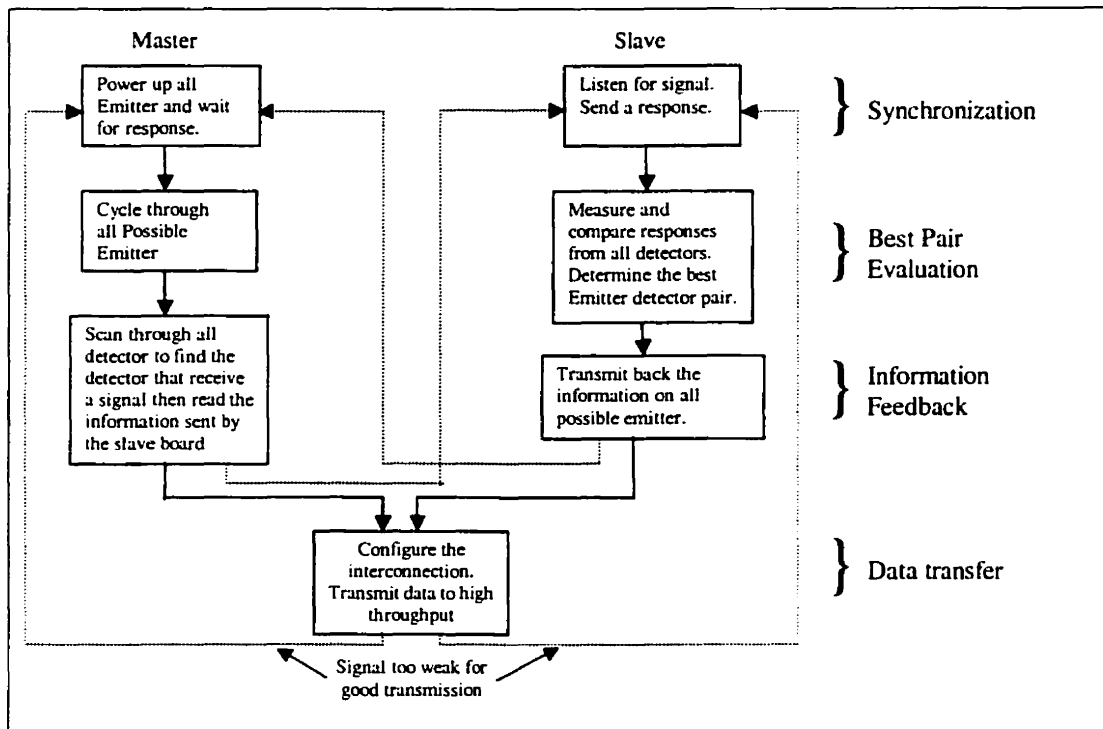 Master
Slave
Power up all
Emitter and wait
for response.
Listen for signal.
Send a response.
Synchronization
Cycle through
all Possible
Emitter
Measure and
compare responses
from all detectors.
Determine the best
Emitter detector pair.
Best Pair
Evaluation
Scan through all
detector to find the
detector that receive
a signal then read the
information sent by
the slave board
Transmit back the
information on all
possible emitter.
Information
Feedback
Configure the
interconnection.
Transmit data to high
throughput
Data transfer
Signal too weak for
good transmission